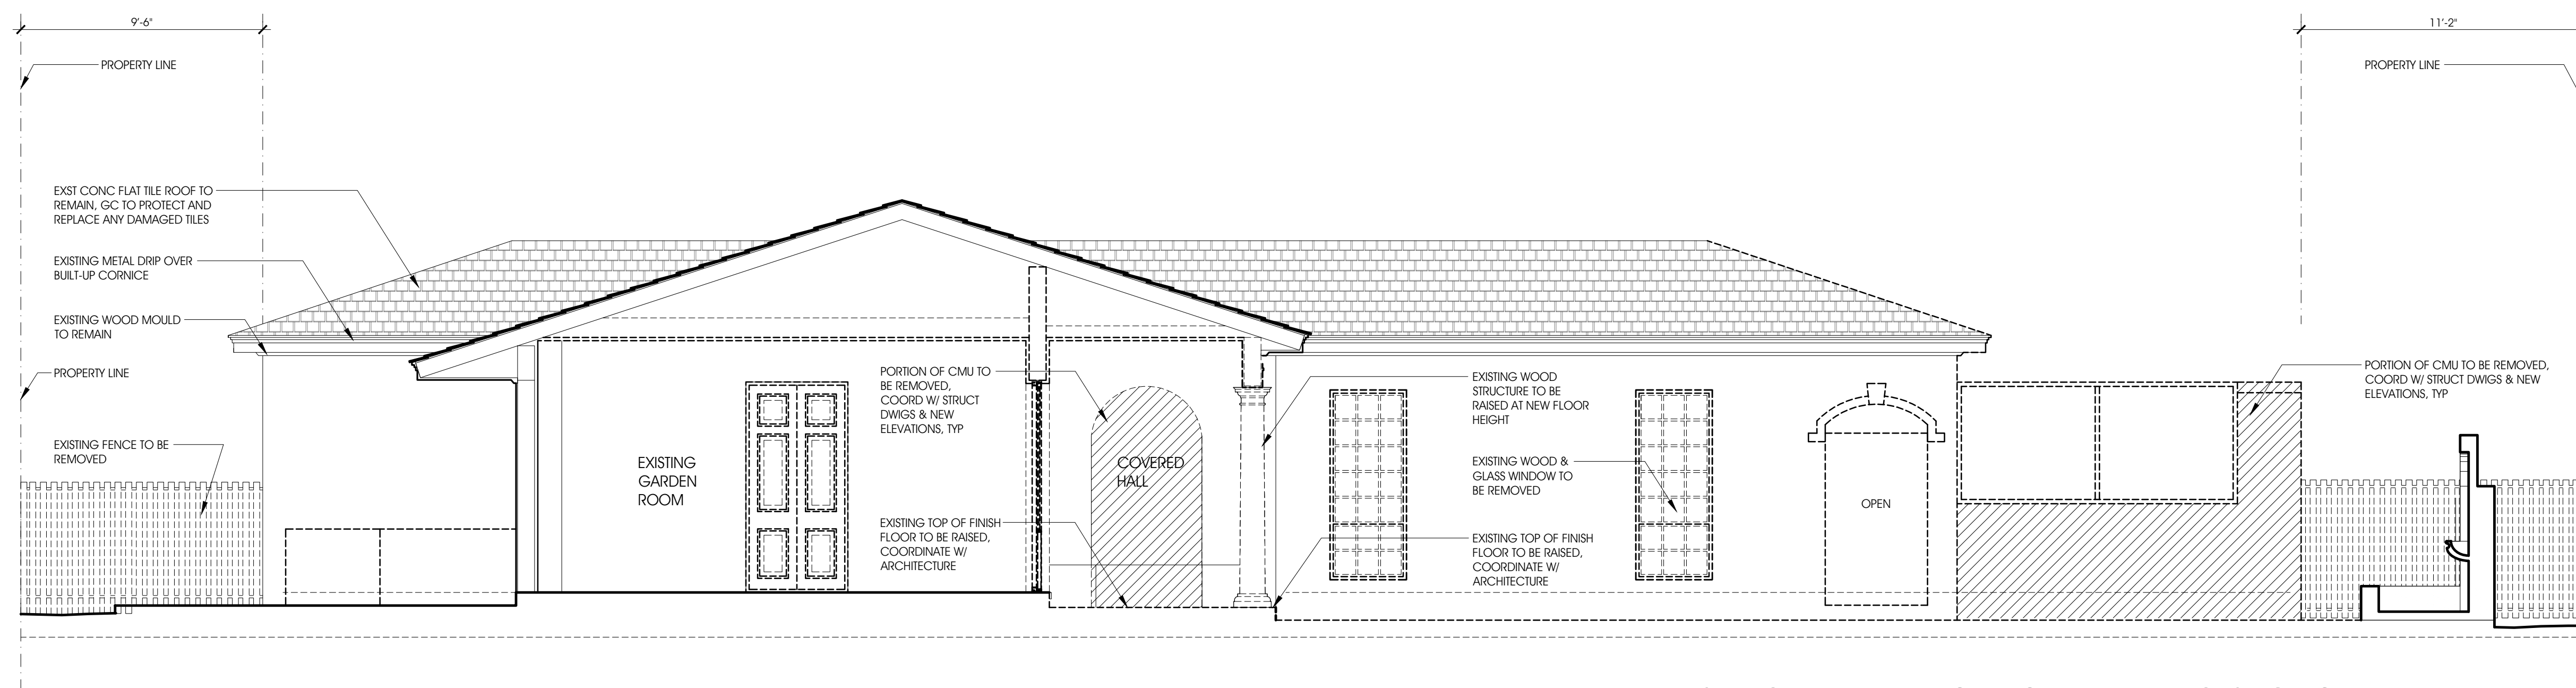 9'-6"
11'-2"
PROPERTY LINE
PROPERTY LINE
EXST CONC FLAT TILE ROOF TO
REMAIN, GC TO PROTECT AND
REPLACE ANY DAMAGED TILES
EXISTING METAL DRIP OVER
BUILT-UP CORNICE
EXISTING WOOD MOULD
TO REMAIN
PROPERTY LINE
EXISTING FENCE TO BE
REMOVED
EXISTING
GARDEN
ROOM
PORTION OF CMU TO
BE REMOVED,
COORD W/ STRUCT
DWIGS & NEW
ELEVATIONS, TYP
COVERED
HALL
EXISTING TOP OF FINISH
FLOOR TO BE RAISED,
COORDINATE W/
ARCHITECTURE
EXISTING WOOD
STRUCTURE TO BE
RAISED AT NEW FLOOR
HEIGHT
EXISTING WOOD &
GLASS WINDOW TO
BE REMOVED
EXISTING TOP OF FINISH
FLOOR TO BE RAISED,
COORDINATE W/
ARCHITECTURE
OPEN
PORTION OF CMU TO BE REMOVED,
COORD W/ STRUCT DWIGS & NEW
ELEVATIONS, TYP